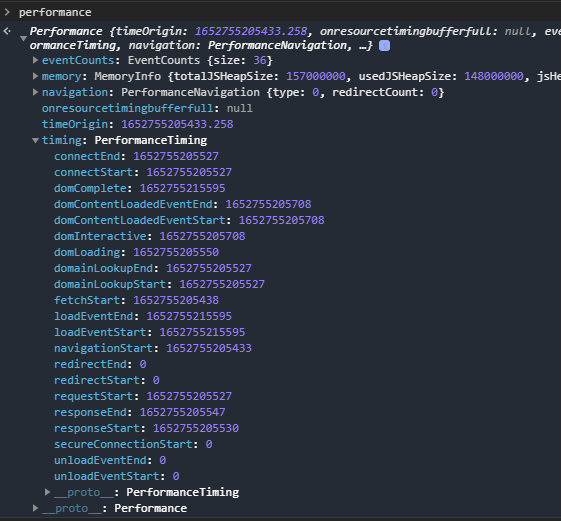 performance
Performance {timeOrigin: 1652755205433.258, onresourcetimingbufferfull: null, eve
ormanceTiming, navigation: PerformanceNavigation, …} i
eventCounts: EventCounts {size: 36}
memory: MemoryInfo {totalJSHeapSize: 157000000, usedJSHeapSize: 148000000, jsHe
navigation: PerformanceNavigation {type: 0, redirectCount: 0}
onresourcetimingbufferfull: null
timeOrigin: 1652755205433.258
timing: PerformanceTiming
connectEnd: 1652755205527
connectStart: 1652755205527
domComplete: 1652755215595
domContentLoadedEventEnd: 1652755205708
domContentLoadedEventStart: 1652755205708
domInteractive: 1652755205708
domLoading: 1652755205550
domainLookupEnd: 1652755205527
domainLookupStart: 1652755205527
fetchStart: 1652755205438
loadEventEnd: 1652755215595
loadEventStart: 1652755215595
navigationStart: 1652755205433
redirectEnd: 0
redirectStart: 0
requestStart: 1652755205527
responseEnd: 1652755205547
responseStart: 1652755205530
secureConnectionStart: 0
unloadEventEnd: 0
unloadEventStart: 0
__proto__: PerformanceTiming
__proto__: Performance